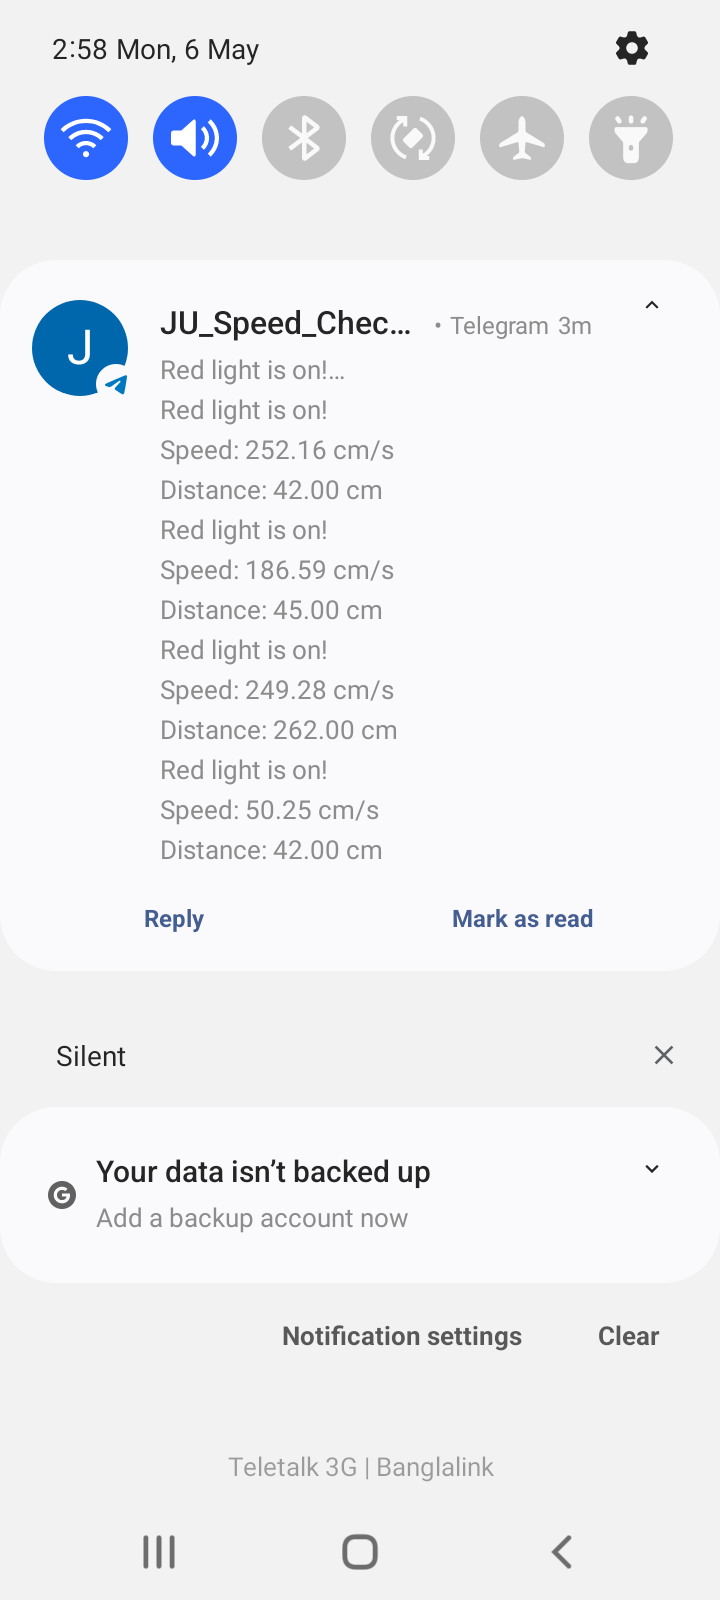 2:58 Mon, 6 May
J
JU_Speed_Chec... • Telegram 3m
Red light is on!...
Red light is on!
Speed: 252.16 cm/s
Distance: 42.00 cm
Red light is on!
Speed: 186.59 cm/s
Distance: 45.00 cm
Red light is on!
Speed: 249.28 cm/s
Distance: 262.00 cm
Red light is on!
Speed: 50.25 cm/s
Distance: 42.00 cm
Reply Mark as read
Silent
G
Your data isn’t backed up
Add a backup account now
Notification settings Clear
Teletalk 3G | Banglalink